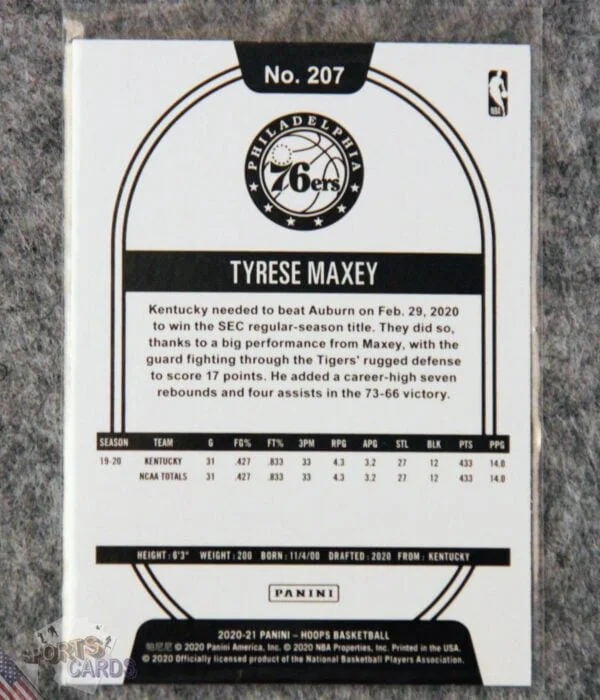 No. 207
NBA
PHILADELPHIA
76ers
TYRESE MAXEY
Kentucky needed to beat Auburn on Feb. 29, 2020
to win the SEC regular-season title. They did so,
thanks to a big performance from Maxey, with the
guard fighting through the Tigers' rugged defense
to score 17 points. He added a career-high seven
rebounds and four assists in the 73-66 victory.
SEASON TEAM G FG% FT% 3PM RPG APG STL BLK PTS PPG
19-20 KENTUCKY 31 .427 .833 33 4.3 3.2 27 12 433 14.0
NCAA TOTALS 31 .427 .833 33 4.3 3.2 27 12 433 14.0
HEIGHT: 6'3" WEIGHT: 200 BORN: 11/4/00 DRAFTED: 2020 FROM: KENTUCKY
PANINI
2020-21 PANINI – HOOPS BASKETBALL
帕尼尼 © 2020 Panini America, Inc. © 2020 NBA Properties, Inc. Printed in the USA.
© 2020 Officially licensed product of the National Basketball Players Association.
SPORTS
CARDS